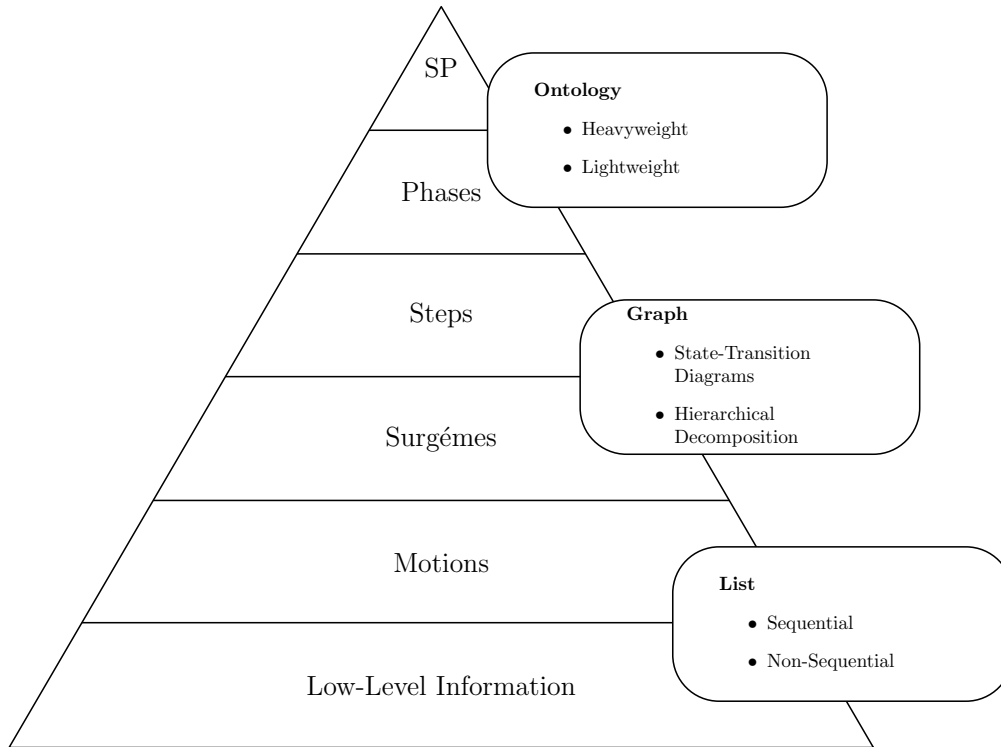 SP
Ontology
• Heavyweight
• Lightweight
Phases
Steps
Graph
• State-Transition
Diagrams
• Hierarchical
Decomposition
Surgémes
Motions
List
• Sequential
• Non-Sequential
Low-Level Information